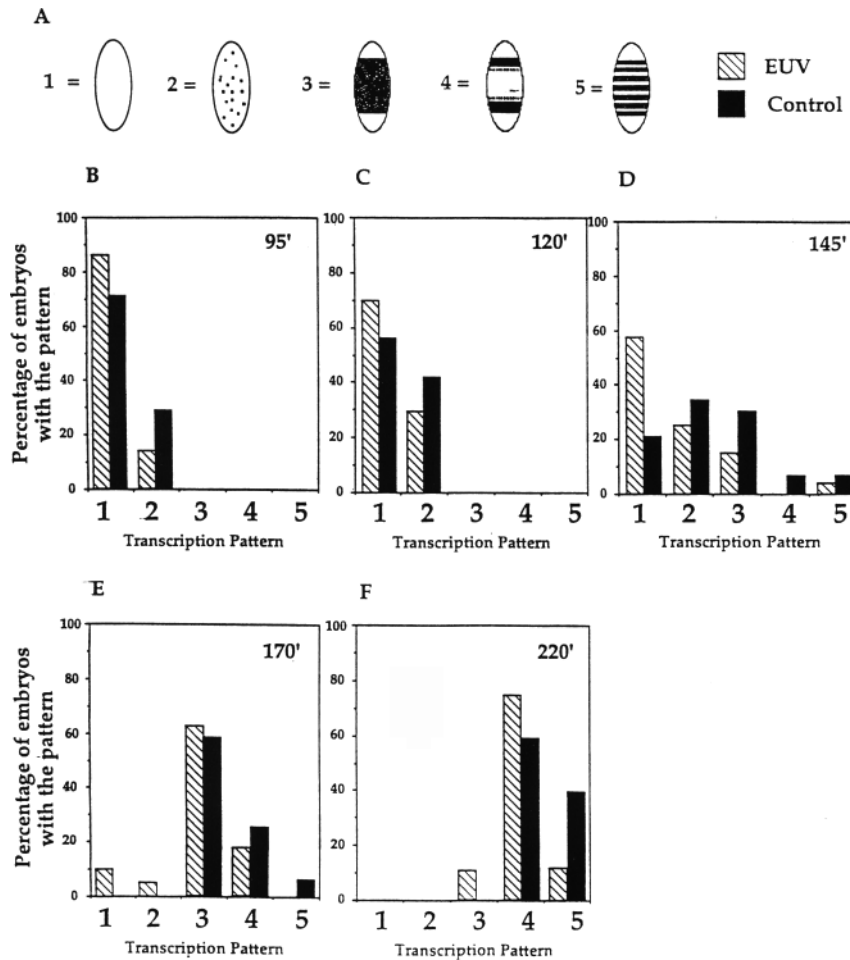 A
1 =
2 =
3 =
4 =
5 =
EUV
Control
B
C
D
Percentage of embryos
with the pattern
100
80
60
40
20
0
95'
1 2 3 4 5
Transcription Pattern
100
80
60
40
20
0
120'
1 2 3 4 5
Transcription Pattern
100
80
60
40
20
0
145'
1 2 3 4 5
Transcription Pattern
E
F
Percentage of embryos
with the pattern
100
80
60
40
20
0
170'
1 2 3 4 5
Transcription Pattern
100
80
60
40
20
0
220'
1 2 3 4 5
Transcription Pattern